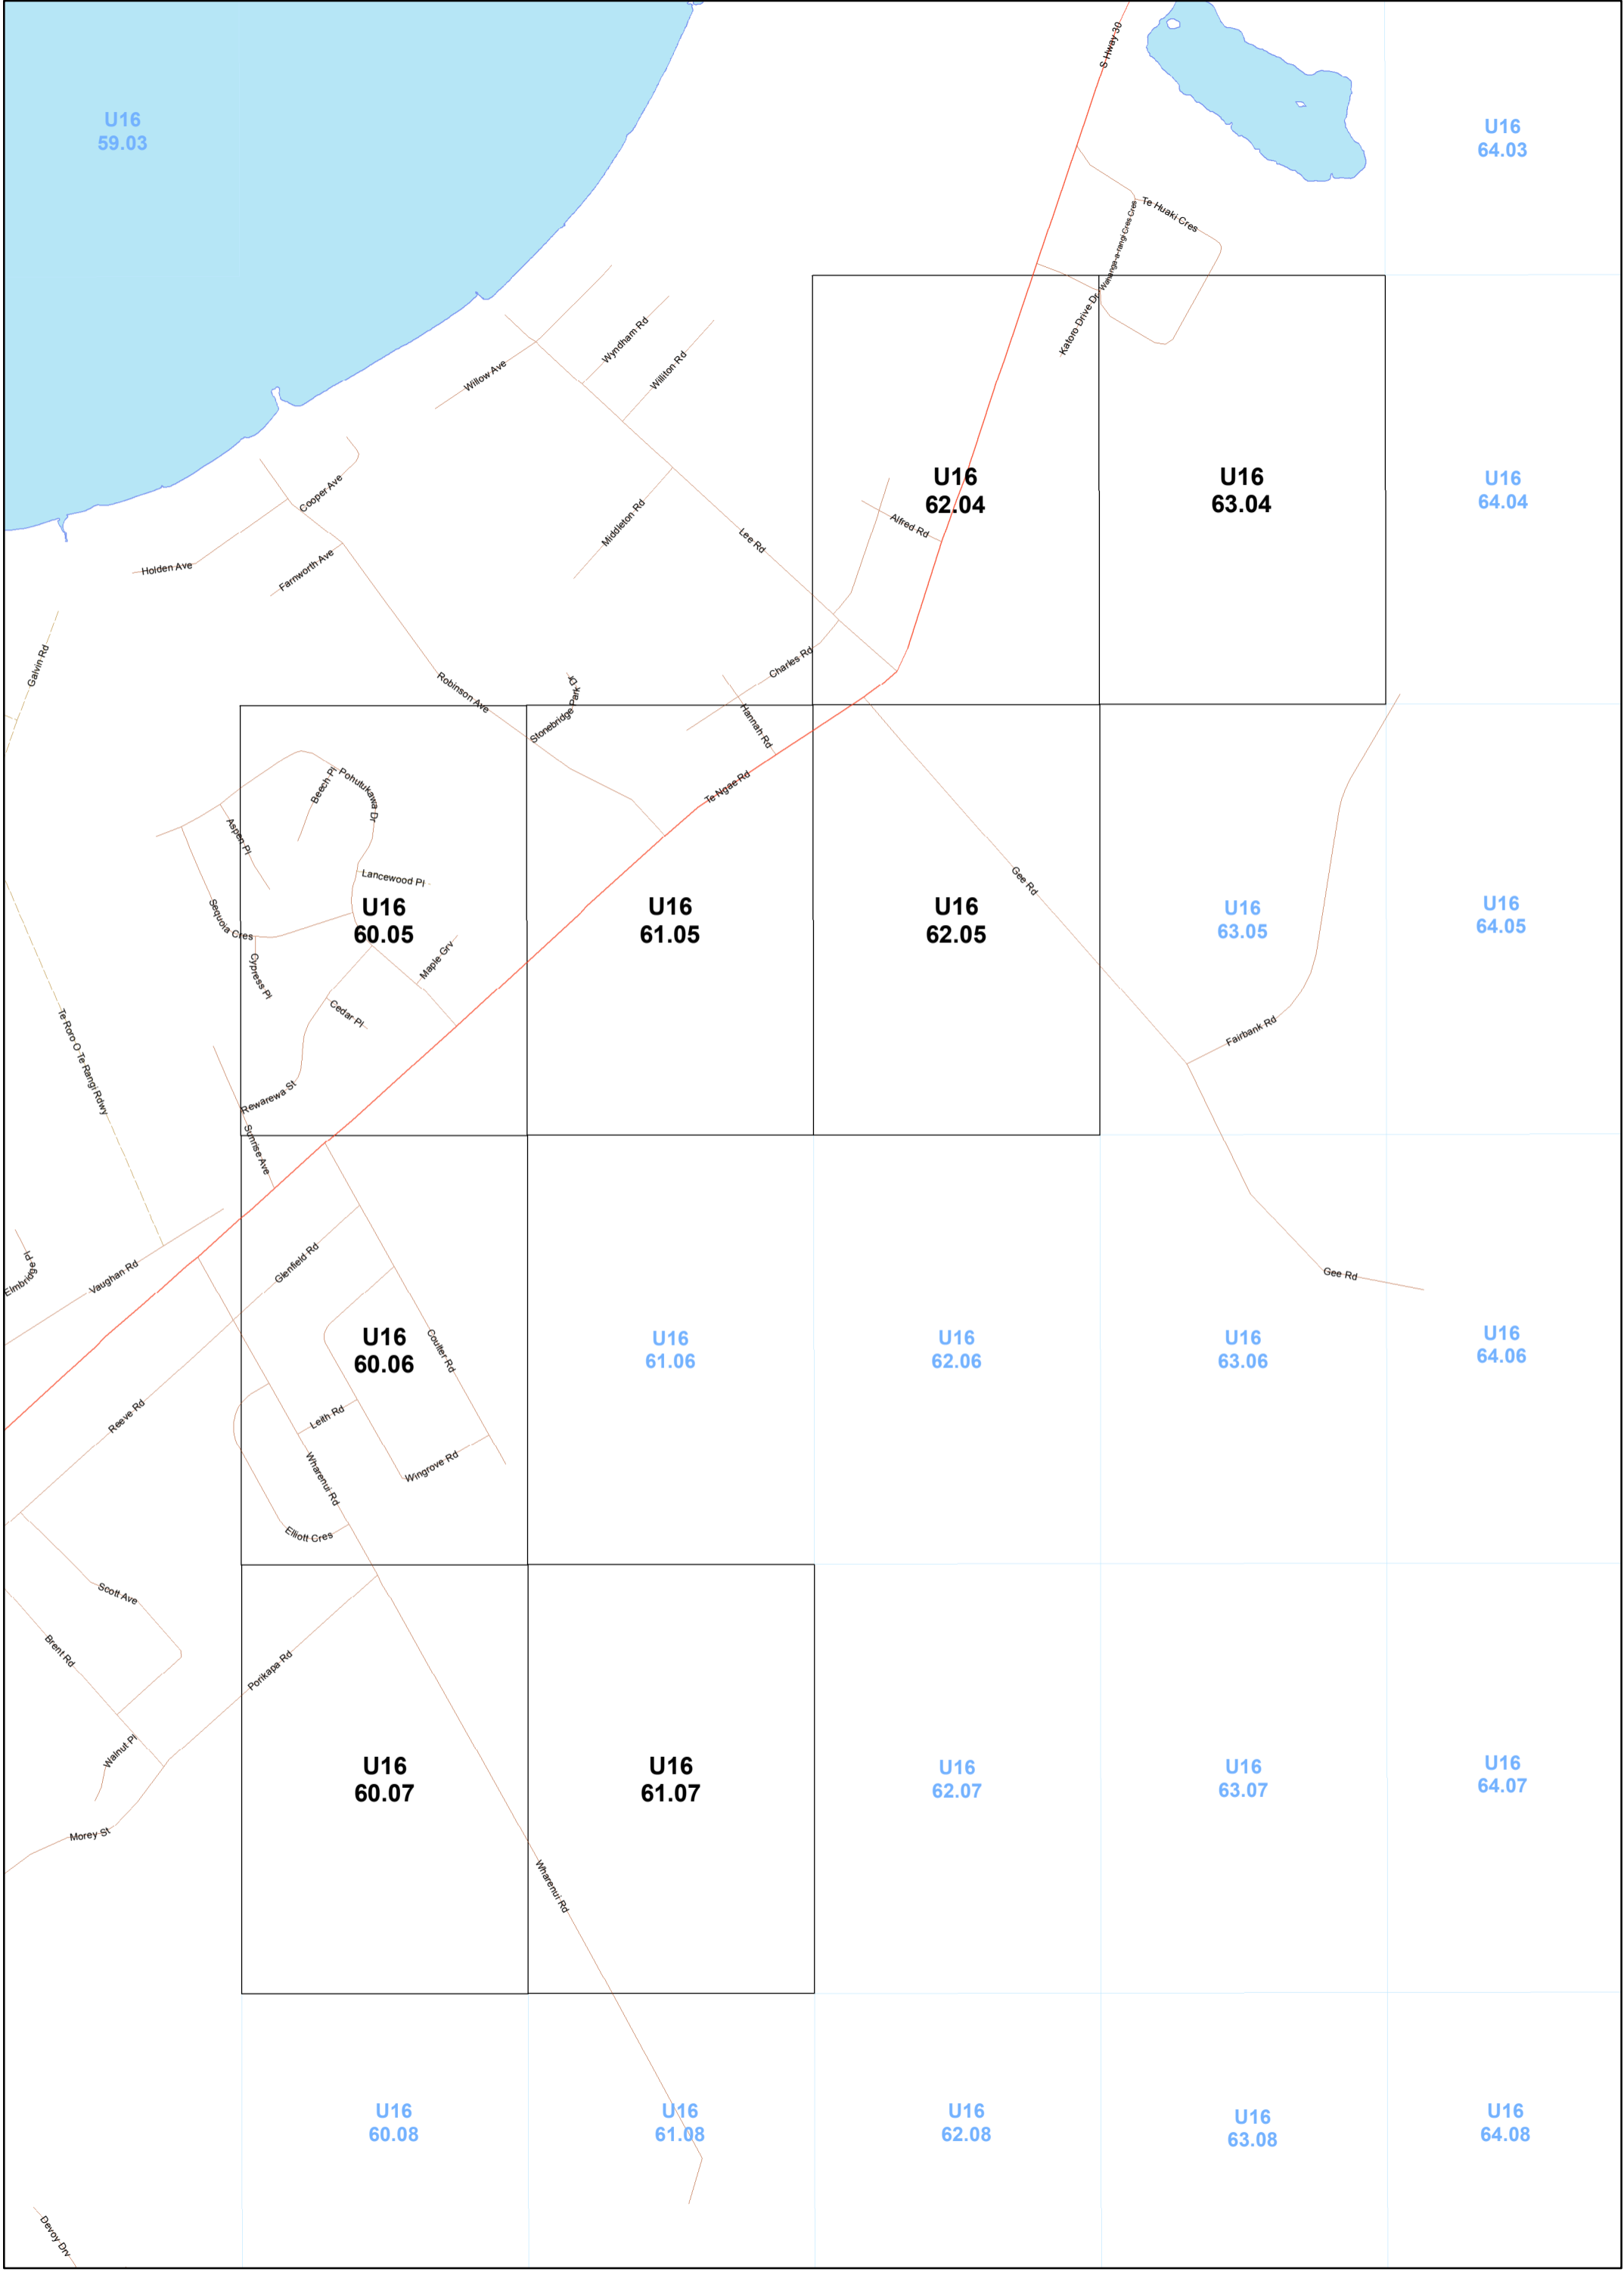 S Hway 30
U16
59.03
U16
64.03
Te Huaki Cres
Wananga-a-rangi Cres Cres
Katoro Drive Dr
Wyndham Rd
Williton Rd
Willow Ave
U16
62.04
U16
63.04
U16
64.04
Cooper Ave
Middleton Rd
Alfred Rd
Lee Rd
Holden Ave
Farnworth Ave
Galvin Rd
Charles Rd
Robinson Ave
Stonebridge Park Dr
Hannah Rd
Beech Pl
Pohutukawa Dr
Te Ngae Rd
Aspen Pl
Lancewood Pl
Gee Rd
U16
60.05
U16
61.05
U16
62.05
U16
63.05
U16
64.05
Sequoia Cres
Cypress Pl
Maple Grv
Cedar Pl
Te Roro O Te Rangi Rdwy
Fairbank Rd
Rewarewa St
Sunrise Ave
Elmbridge Pl
Vaughan Rd
Glenfield Rd
Gee Rd
U16
60.06
U16
61.06
U16
62.06
U16
63.06
U16
64.06
Coulter Rd
Reeve Rd
Leith Rd
Wharenui Rd
Wingrove Rd
Elliott Cres
Scott Ave
Brent Rd
Porikapa Rd
Walnut Pl
U16
60.07
U16
61.07
U16
62.07
U16
63.07
U16
64.07
Morey St
Wharenui Rd
U16
60.08
U16
61.08
U16
62.08
U16
63.08
U16
64.08
Devoy Drv